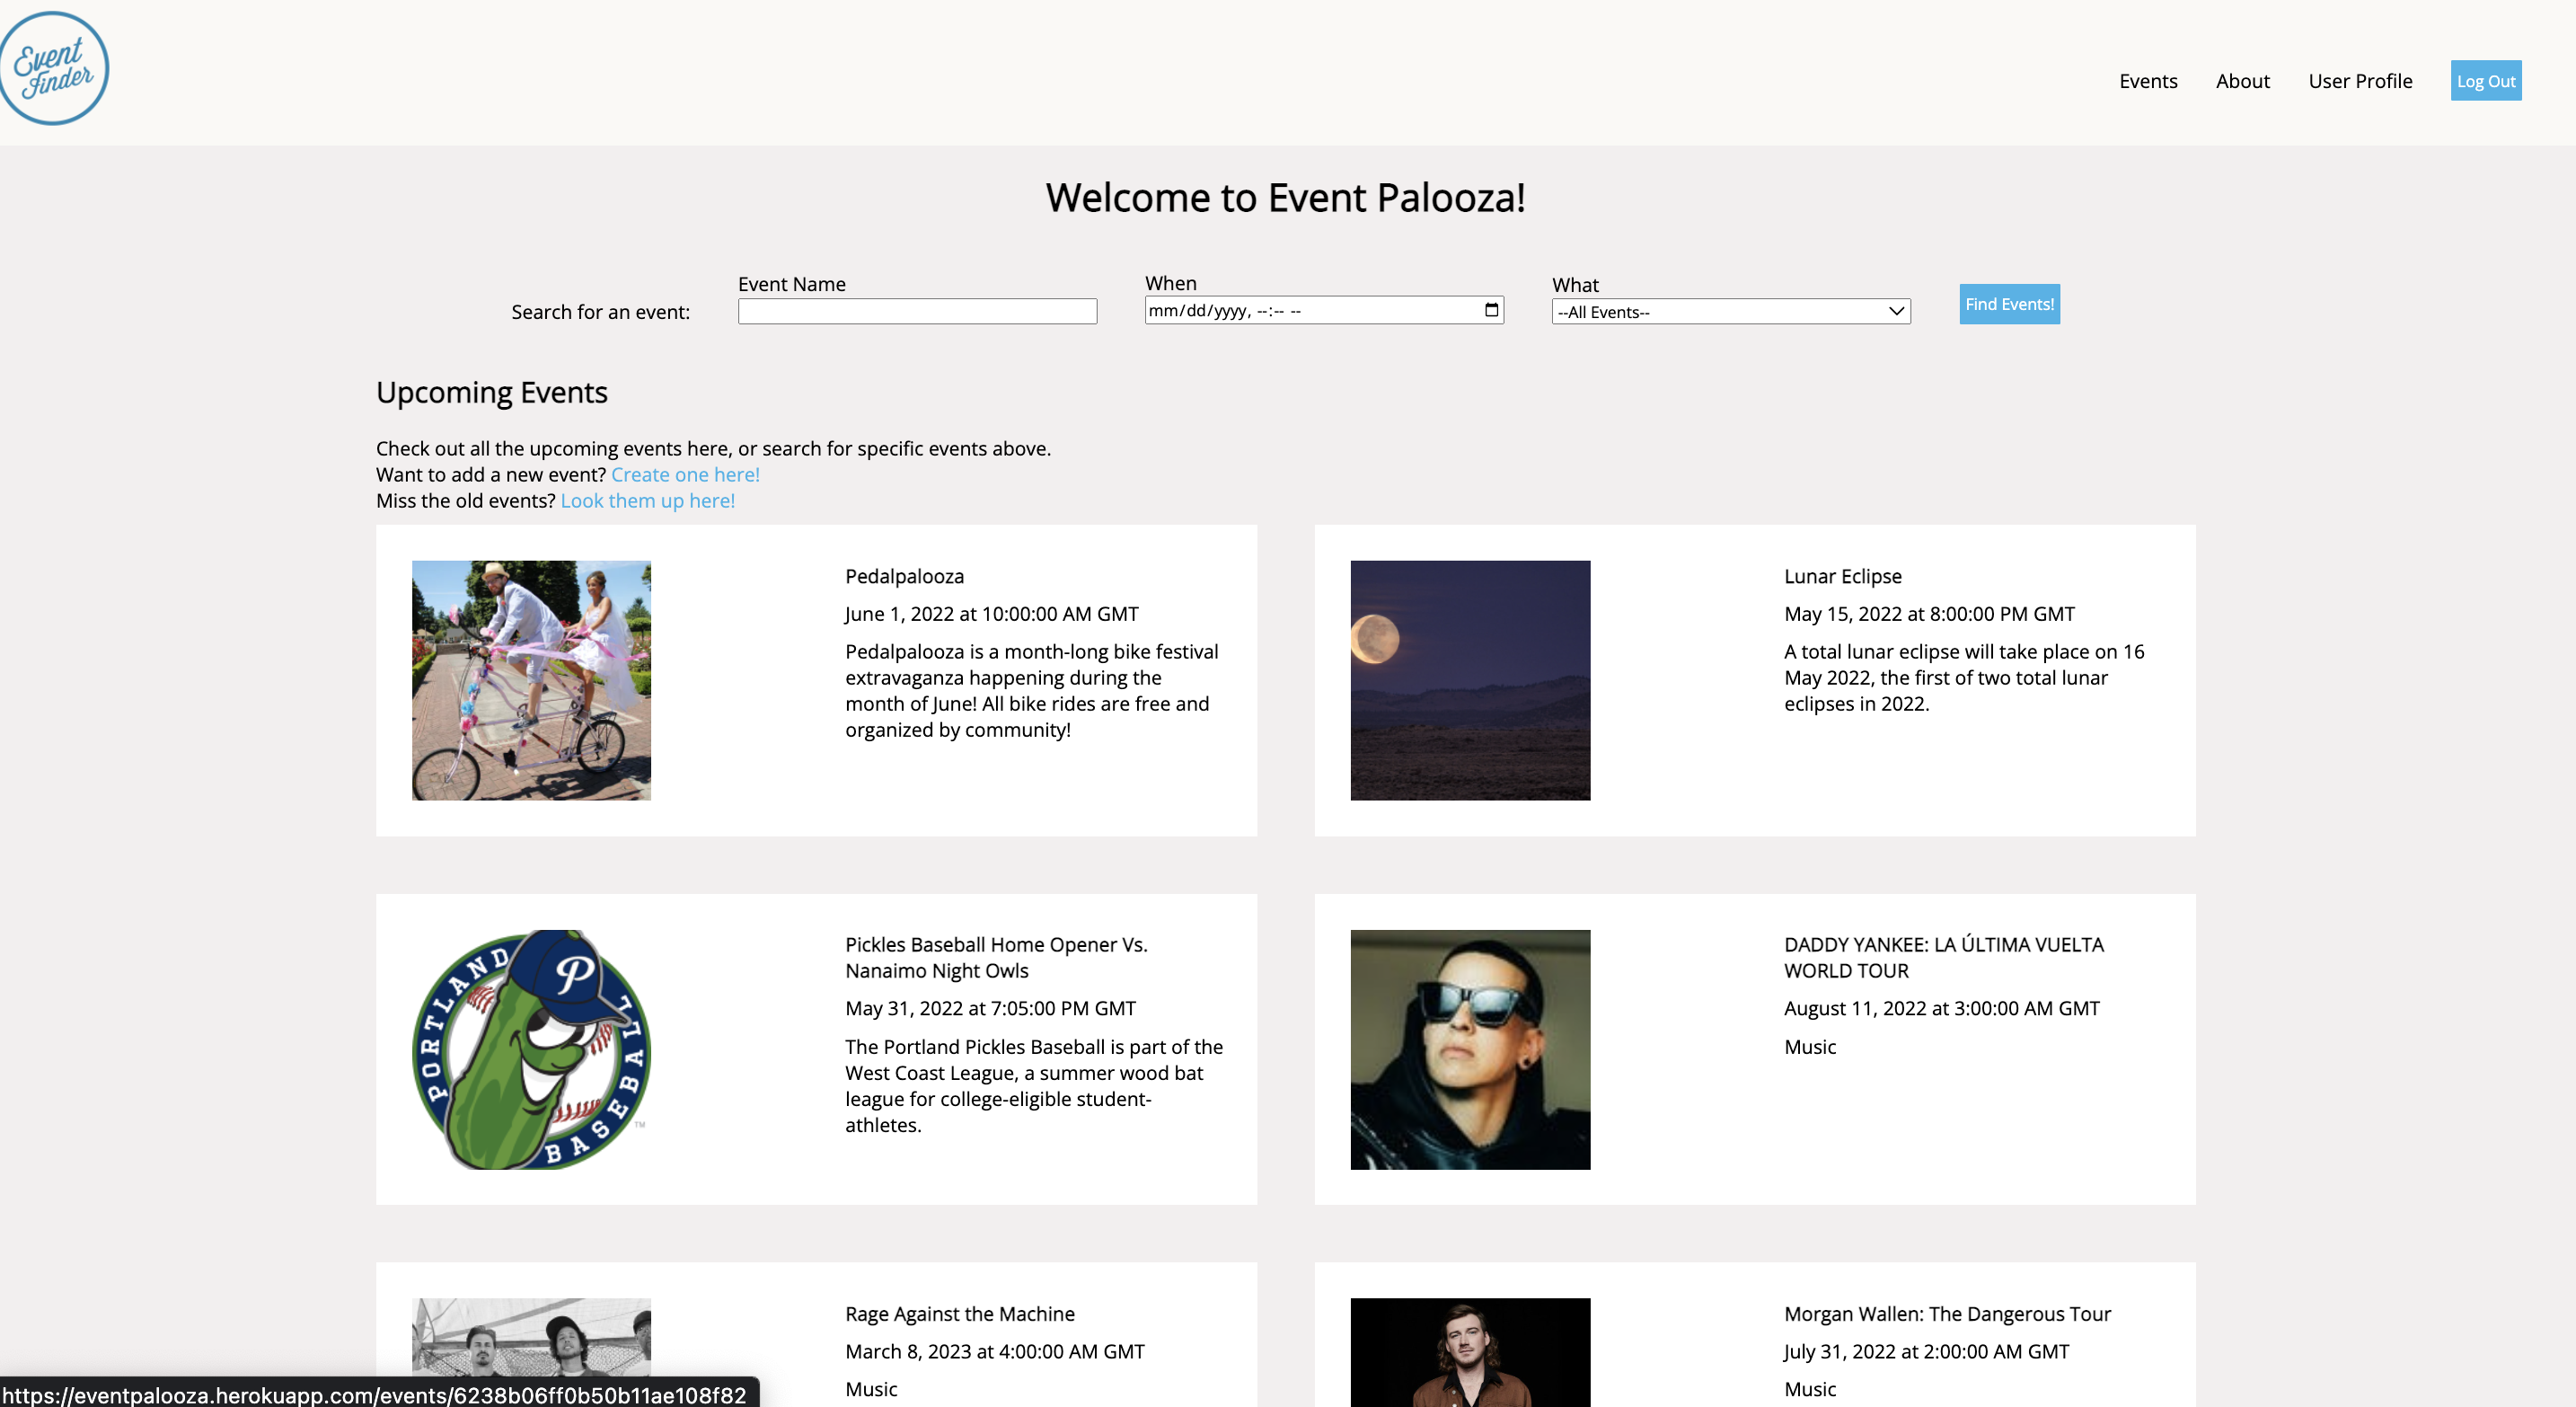 Event
Finder
Events
About
User Profile
Log Out
Welcome to Event Palooza!
Search for an event:
Event Name
When
mm/dd/yyyy, --:-- --
What
--All Events--
Find Events!
Upcoming Events
Check out all the upcoming events here, or search for specific events above.
Want to add a new event? Create one here!
Miss the old events? Look them up here!
Pedalpalooza
June 1, 2022 at 10:00:00 AM GMT
Pedalpalooza is a month-long bike festival
extravaganza happening during the
month of June! All bike rides are free and
organized by community!
Lunar Eclipse
May 15, 2022 at 8:00:00 PM GMT
A total lunar eclipse will take place on 16
May 2022, the first of two total lunar
eclipses in 2022.
PORTLAND
P
BASEBALL
TM
Pickles Baseball Home Opener Vs.
Nanaimo Night Owls
May 31, 2022 at 7:05:00 PM GMT
The Portland Pickles Baseball is part of the
West Coast League, a summer wood bat
league for college-eligible student-
athletes.
DADDY YANKEE: LA ÚLTIMA VUELTA
WORLD TOUR
August 11, 2022 at 3:00:00 AM GMT
Music
Rage Against the Machine
March 8, 2023 at 4:00:00 AM GMT
Music
Morgan Wallen: The Dangerous Tour
July 31, 2022 at 2:00:00 AM GMT
Music
https://eventpalooza.herokuapp.com/events/6238b06ff0b50b11ae108f82